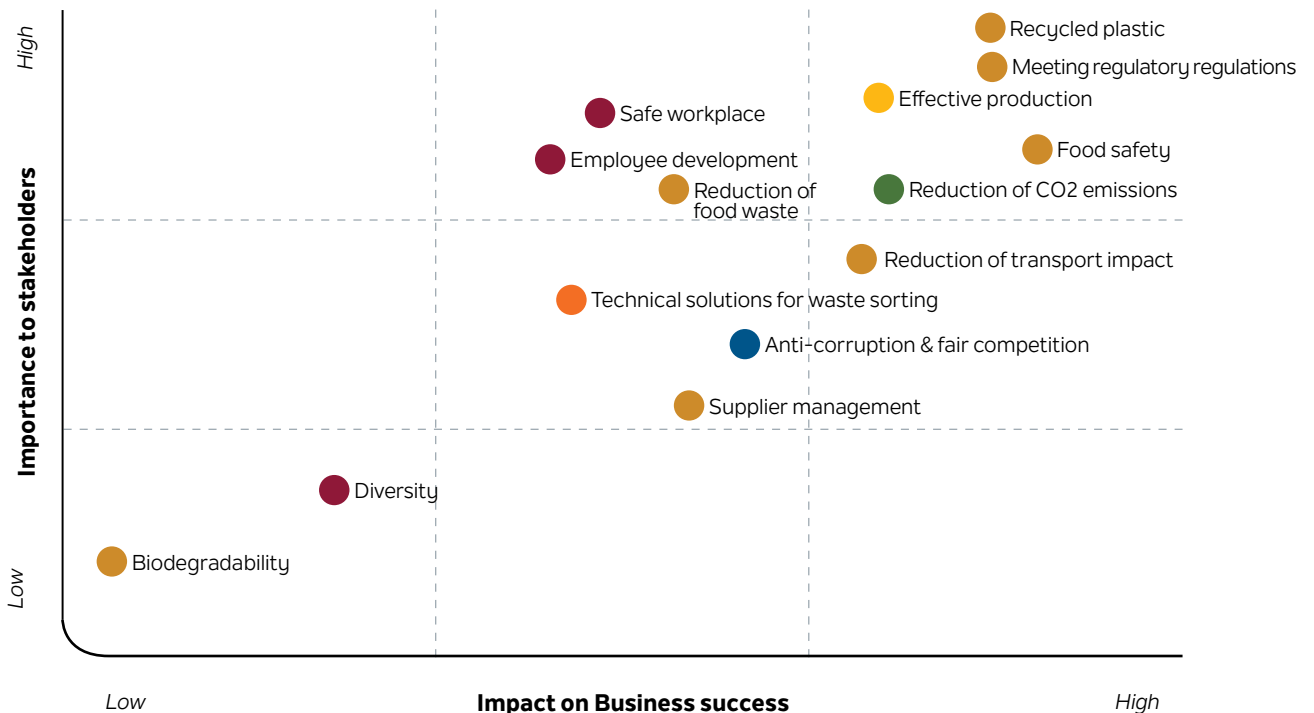 High
Recycled plastic
Meeting regulatory regulations
Effective production
Safe workplace
Food safety
Employee development
Reduction of
food waste
Reduction of CO2 emissions
Importance to stakeholders
Reduction of transport impact
Technical solutions for waste sorting
Anti-corruption & fair competition
Supplier management
Diversity
Biodegradability
Low
Low
Impact on Business success
High